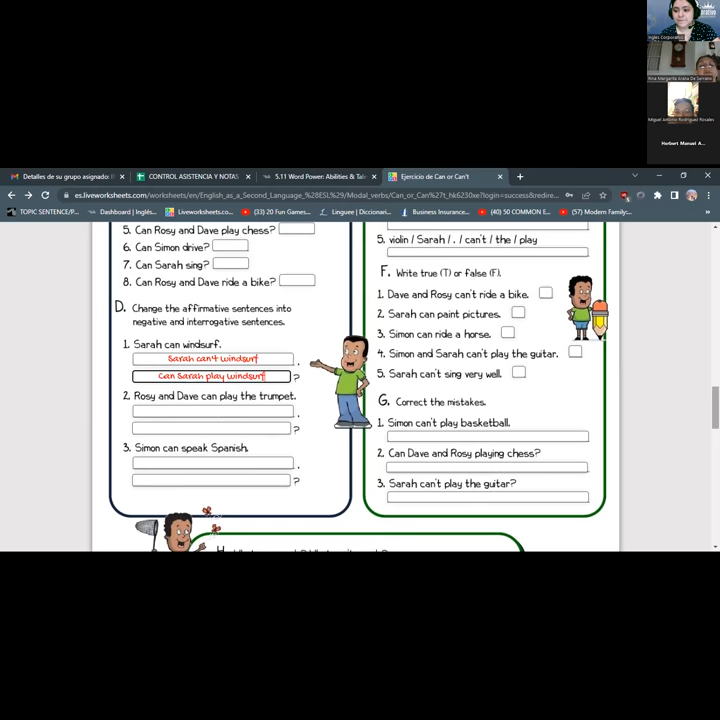 Ingles Corporativo
Rina Margarita Arana De Serrano
Miguel Antonio Rodriguez Rosales
Herbert Manuel A...
Detalles de su grupo asignado:
CONTROL ASISTENCIA Y NOTAS
5.11 Word Power: Abilities & Tale
Ejercicio de Can or Can't
es.liveworksheets.com/worksheets/en/English_as_a_Second_Language_%28ESL%29/Modal_verbs/Can_or_Can%27t_hk6230xe?login=success&redire...
TOPIC SENTENCE/P...
Dashboard | Inglés...
Liveworksheets.co...
(33) 20 Fun Games...
Linguee | Diccionari...
Business Insurance...
(40) 50 COMMON E...
(57) Modern Family:...
5. Can Rosy and Dave play chess?
6. Can Simon drive?
7. Can Sarah sing?
8. Can Rosy and Dave ride a bike?
D. Change the affirmative sentences into
negative and interrogative sentences.
1. Sarah can windsurf.
Sarah can't windsurf .
Can Sarah play windsurf ?
2. Rosy and Dave can play the trumpet.
.
?
3. Simon can speak Spanish.
.
?
5. violin / Sarah / . / can't / the / play
F. Write true (T) or false (F).
1. Dave and Rosy can't ride a bike.
2. Sarah can paint pictures.
3. Simon can ride a horse.
4. Simon and Sarah can't play the guitar.
5. Sarah can't sing very well.
G. Correct the mistakes.
1. Simon can't play basketball.
2. Can Dave and Rosy playing chess?
3. Sarah can't play the guitar?